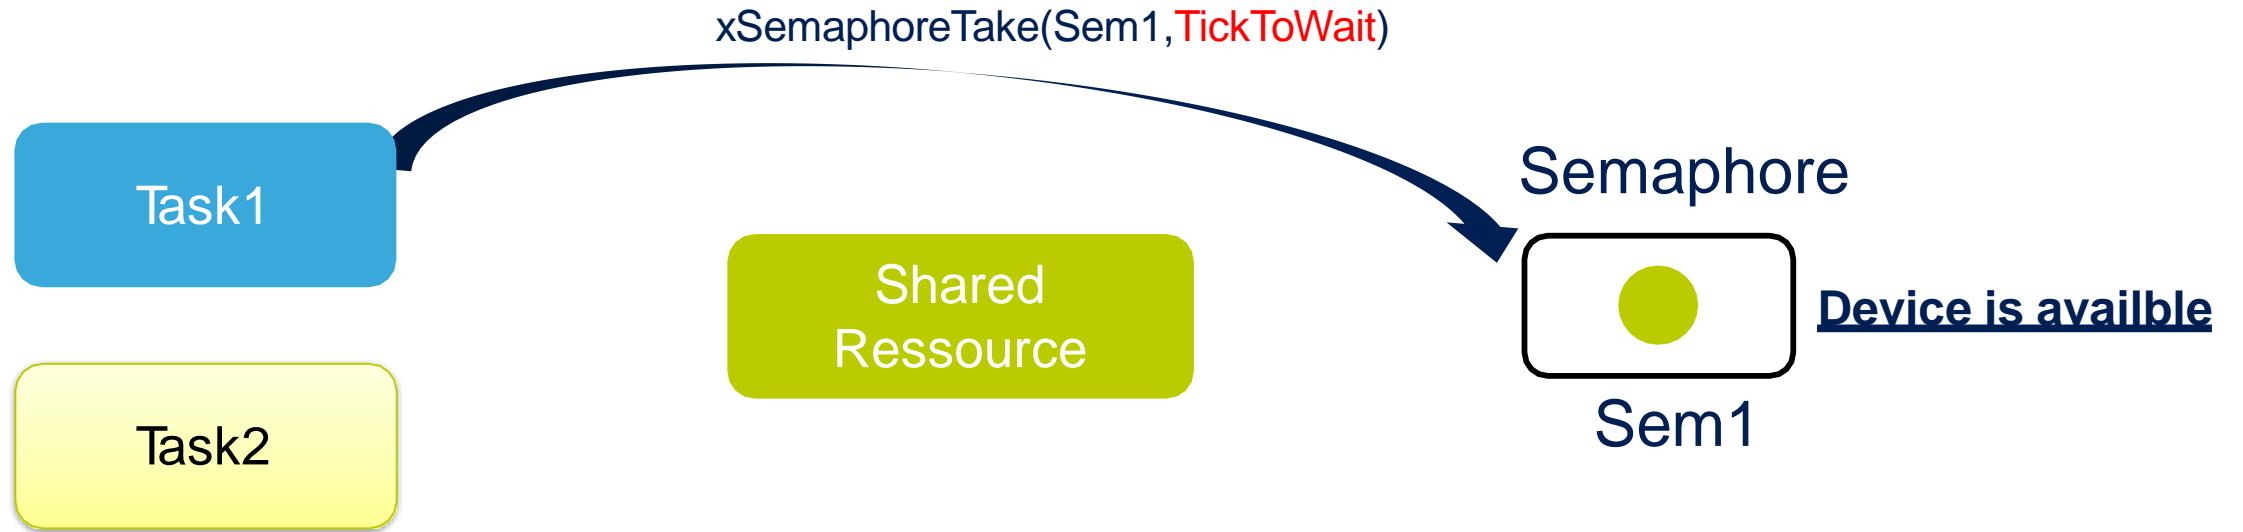 xSemaphoreTake(Sem1,TickToWait)
Task1
Semaphore
Shared
Ressource
Device is availble
Sem1
Task2